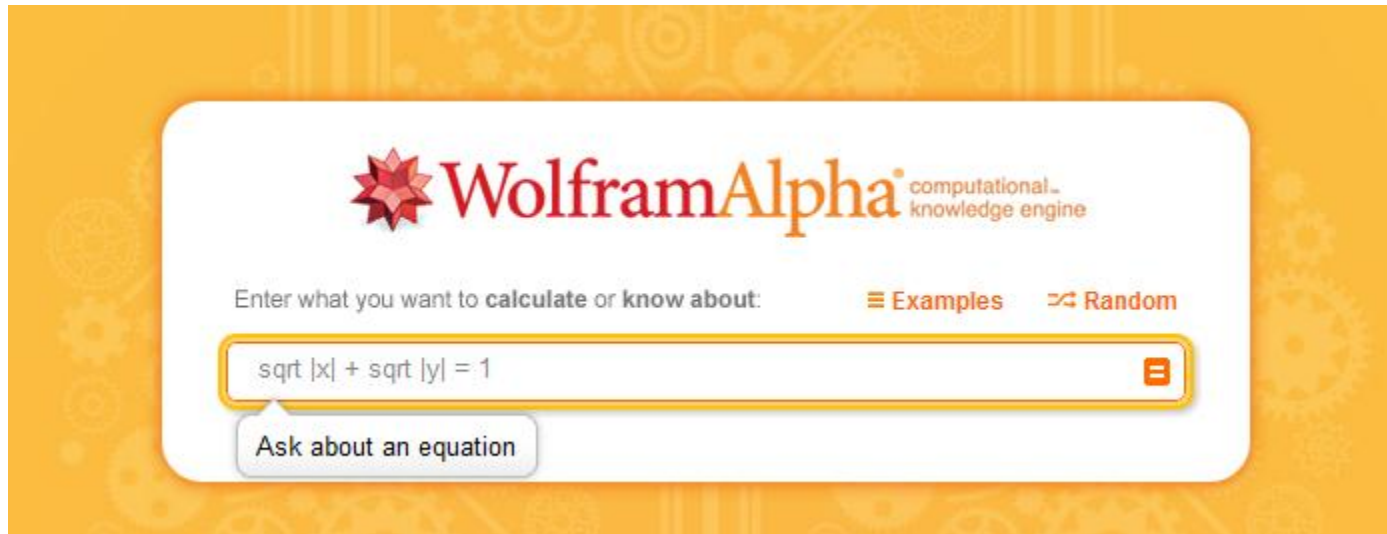 WolframAlpha computational knowledge engine
Enter what you want to calculate or know about:
Examples
Random
sqrt |x| + sqrt |y| = 1
Ask about an equation